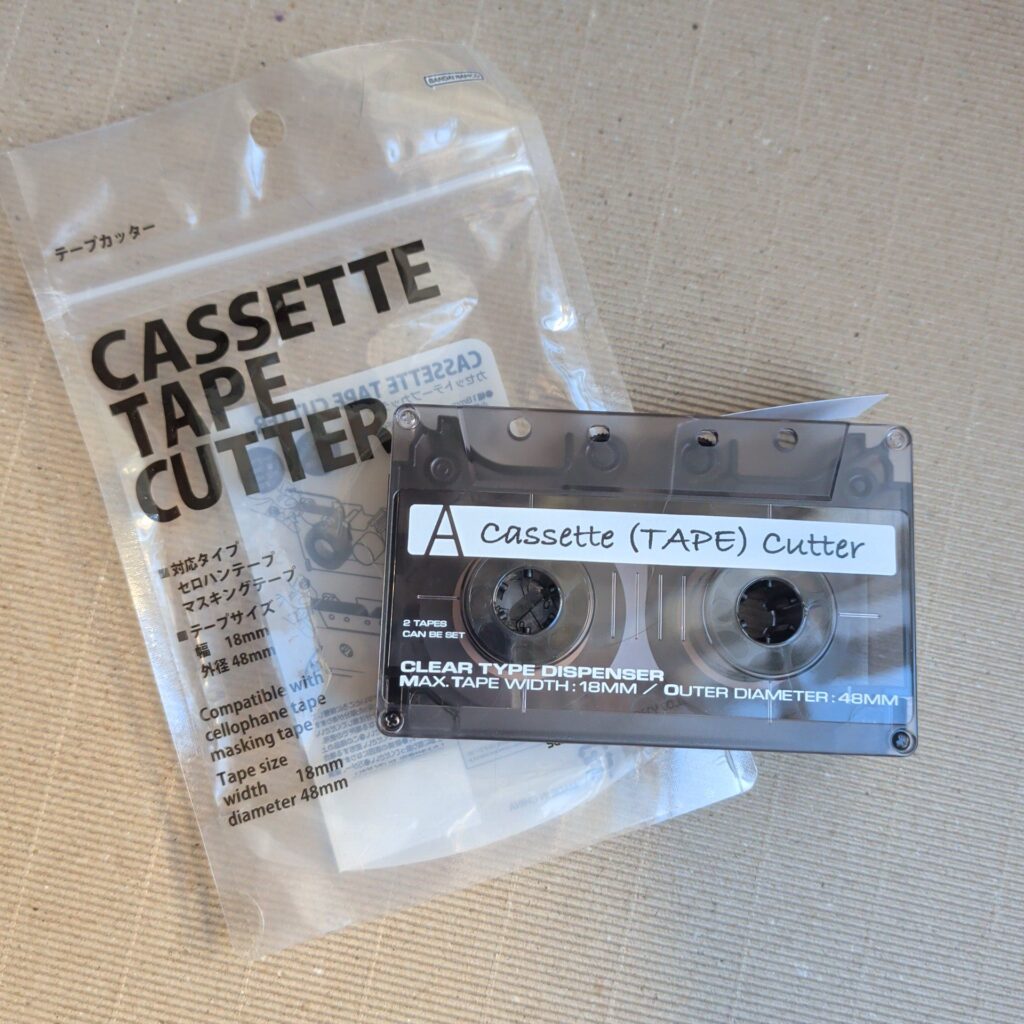 BANDAI NAMCO
テープカッター
CASSETTE
TAPE
CUTTER
■対応タイプ
セロハンテープ
マスキングテープ
■テープサイズ
幅 18mm
外径 48mm
Compatible with
cellophane tape
masking tape
Tape size
width 18mm
diameter 48mm
CASSETTE TAPE CUTTER
A Cassette (TAPE) Cutter
2 TAPES
CAN BE SET
CLEAR TYPE DISPENSER
MAX. TAPE WIDTH : 18MM / OUTER DIAMETER : 48MM